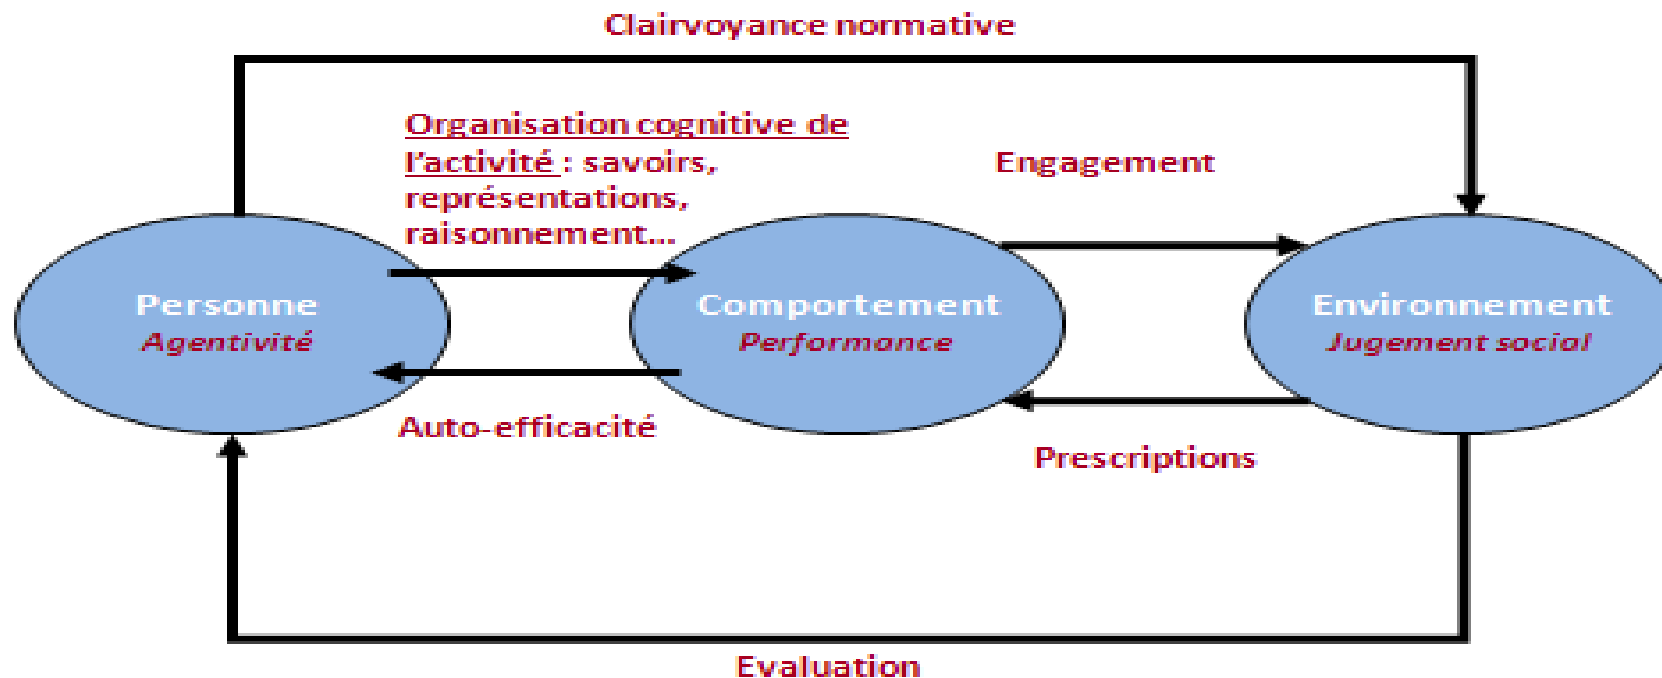 Clairvoyance normative
Organisation cognitive de
l'activité : savoirs,
représentations,
raisonnement...
Engagement
Personne
Agentivité
Comportement
Performance
Environnement
Jugement social
Auto-efficacité
Prescriptions
Evaluation